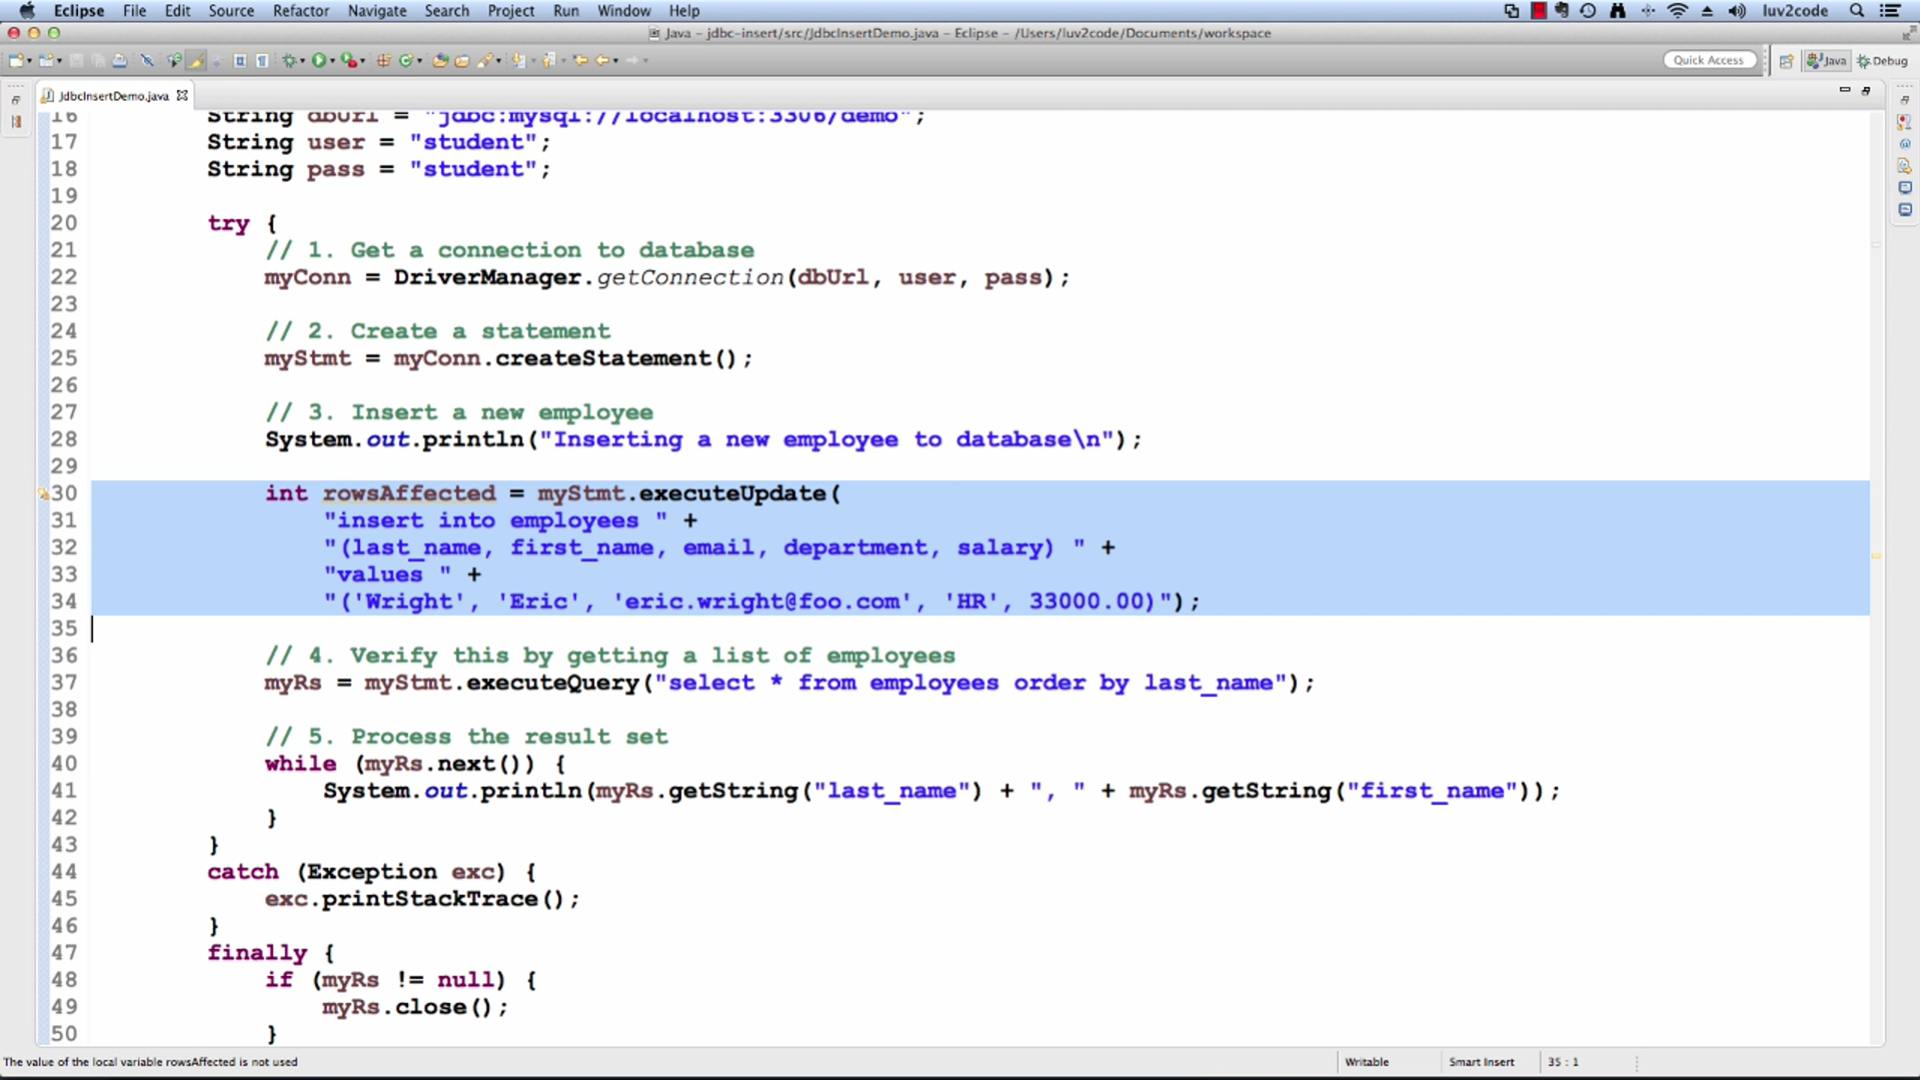 Eclipse File Edit Source Refactor Navigate Search Project Run Window Help luv2code
Java - jdbc-insert/src/JdbcInsertDemo.java - Eclipse - /Users/luv2code/Documents/workspace
Quick Access Java Debug
JdbcInsertDemo.java
16 String dbUrl = "jdbc:mysql://localhost:3306/demo";
17 String user = "student";
18 String pass = "student";
19
20 try {
21 // 1. Get a connection to database
22 myConn = DriverManager.getConnection(dbUrl, user, pass);
23
24 // 2. Create a statement
25 myStmt = myConn.createStatement();
26
27 // 3. Insert a new employee
28 System.out.println("Inserting a new employee to database\n");
29
30 int rowsAffected = myStmt.executeUpdate(
31 "insert into employees " +
32 "(last_name, first_name, email, department, salary) " +
33 "values " +
34 "('Wright', 'Eric', 'eric.wright@foo.com', 'HR', 33000.00)");
35
36 // 4. Verify this by getting a list of employees
37 myRs = myStmt.executeQuery("select * from employees order by last_name");
38
39 // 5. Process the result set
40 while (myRs.next()) {
41 System.out.println(myRs.getString("last_name") + ", " + myRs.getString("first_name"));
42 }
43 }
44 catch (Exception exc) {
45 exc.printStackTrace();
46 }
47 finally {
48 if (myRs != null) {
49 myRs.close();
50 }
The value of the local variable rowsAffected is not used Writable Smart Insert 35 : 1